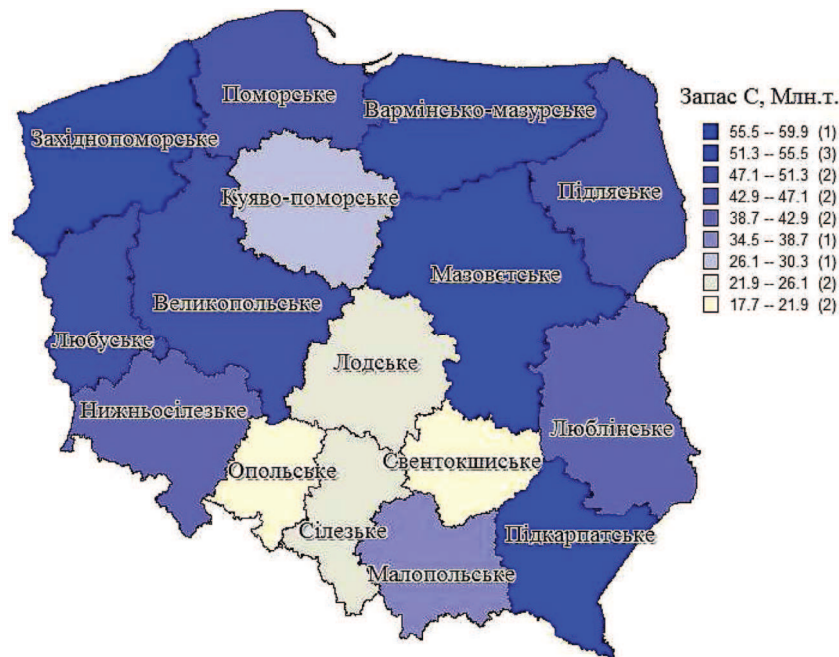 Поморське
Вармінсько-мазурське
Західнопоморське
Підляське
Куяво-поморське
Мазовєтське
Великопольське
Любуське
Лодське
Нижньосілезьке
Люблінське
Опольське
Свентокшиське
Сілезьке
Підкарпатське
Малопольське
Запас С, Млн.т.
55.5 – 59.9 (1)
51.3 – 55.5 (3)
47.1 – 51.3 (2)
42.9 – 47.1 (2)
38.7 – 42.9 (2)
34.5 – 38.7 (1)
26.1 – 30.3 (1)
21.9 – 26.1 (2)
17.7 – 21.9 (2)